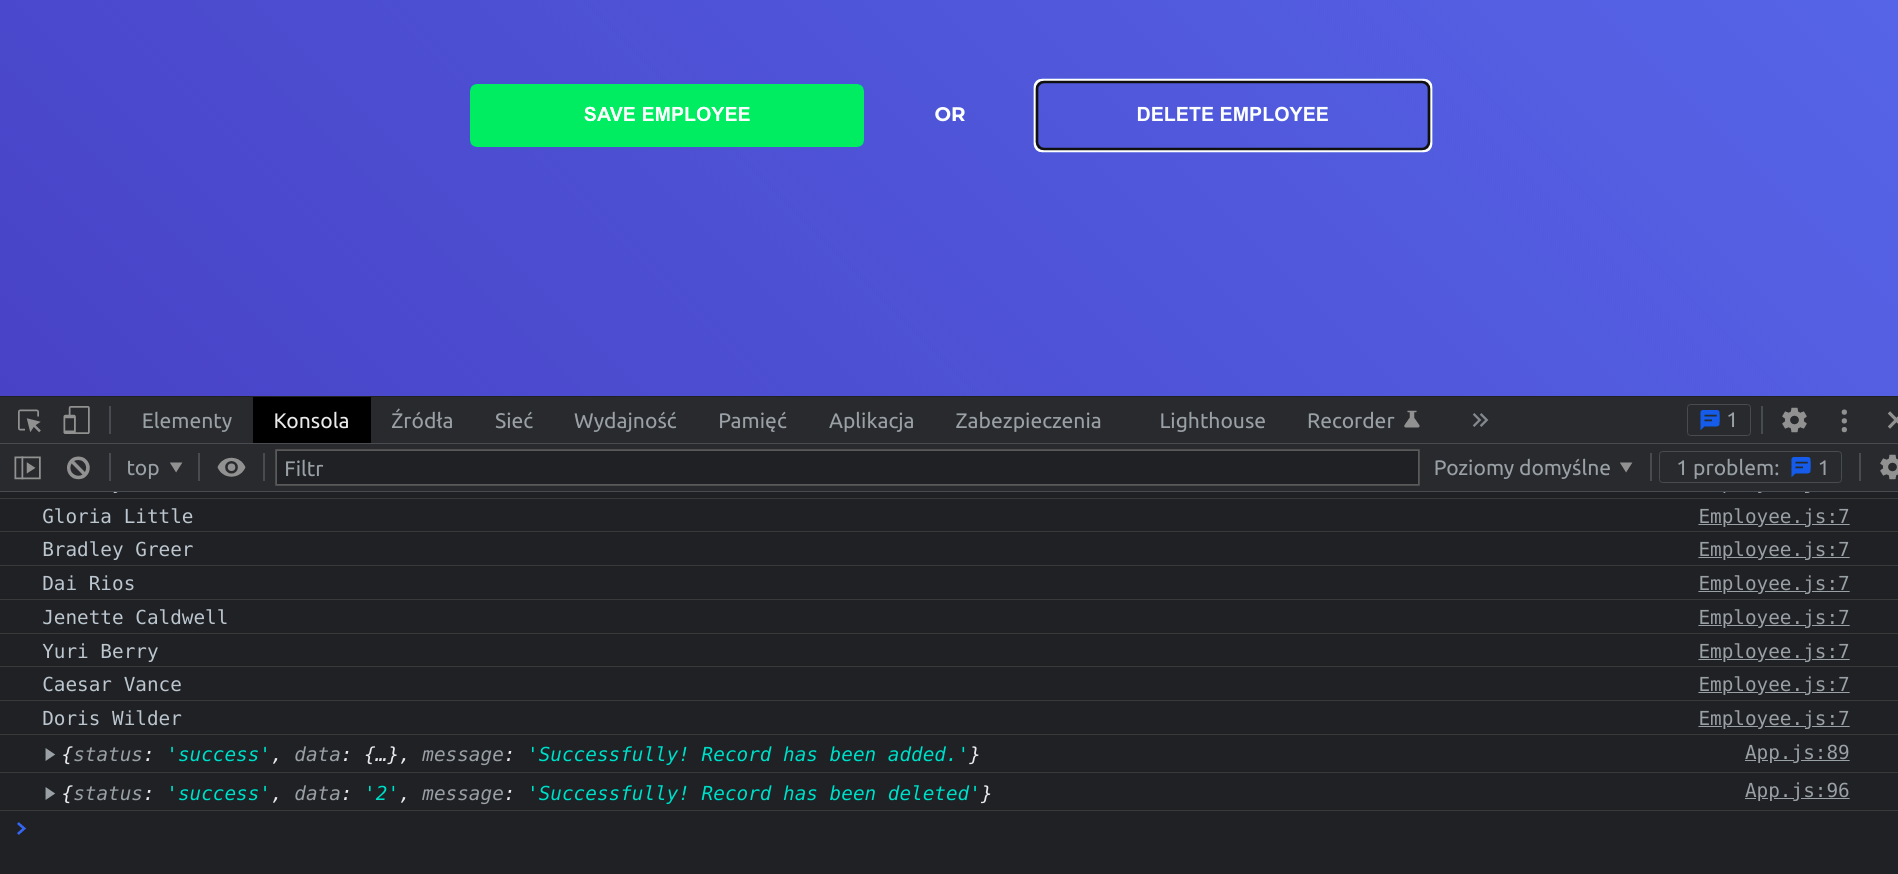 SAVE EMPLOYEE OR DELETE EMPLOYEE
Elementy Konsola Źródła Sieć Wydajność Pamięć Aplikacja Zabezpieczenia Lighthouse Recorder 1
top Filtr Poziomy domyślne 1 problem: 1
Gloria Little Employee.js:7
Bradley Greer Employee.js:7
Dai Rios Employee.js:7
Jenette Caldwell Employee.js:7
Yuri Berry Employee.js:7
Caesar Vance Employee.js:7
Doris Wilder Employee.js:7
{status: 'success', data: {…}, message: 'Successfully! Record has been added.'} App.js:89
{status: 'success', data: '2', message: 'Successfully! Record has been deleted'} App.js:96